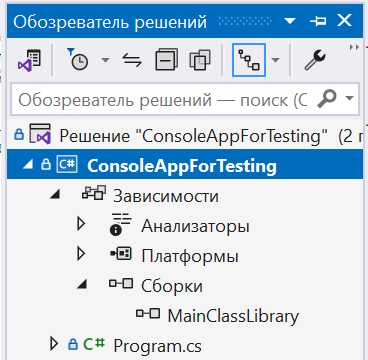 Обозреватель решений
Обозреватель решений — поиск (С
Решение "ConsoleAppForTesting" (2 г
C# ConsoleAppForTesting
Зависимости
Анализаторы
Платформы
Сборки
MainClassLibrary
C# Program.cs